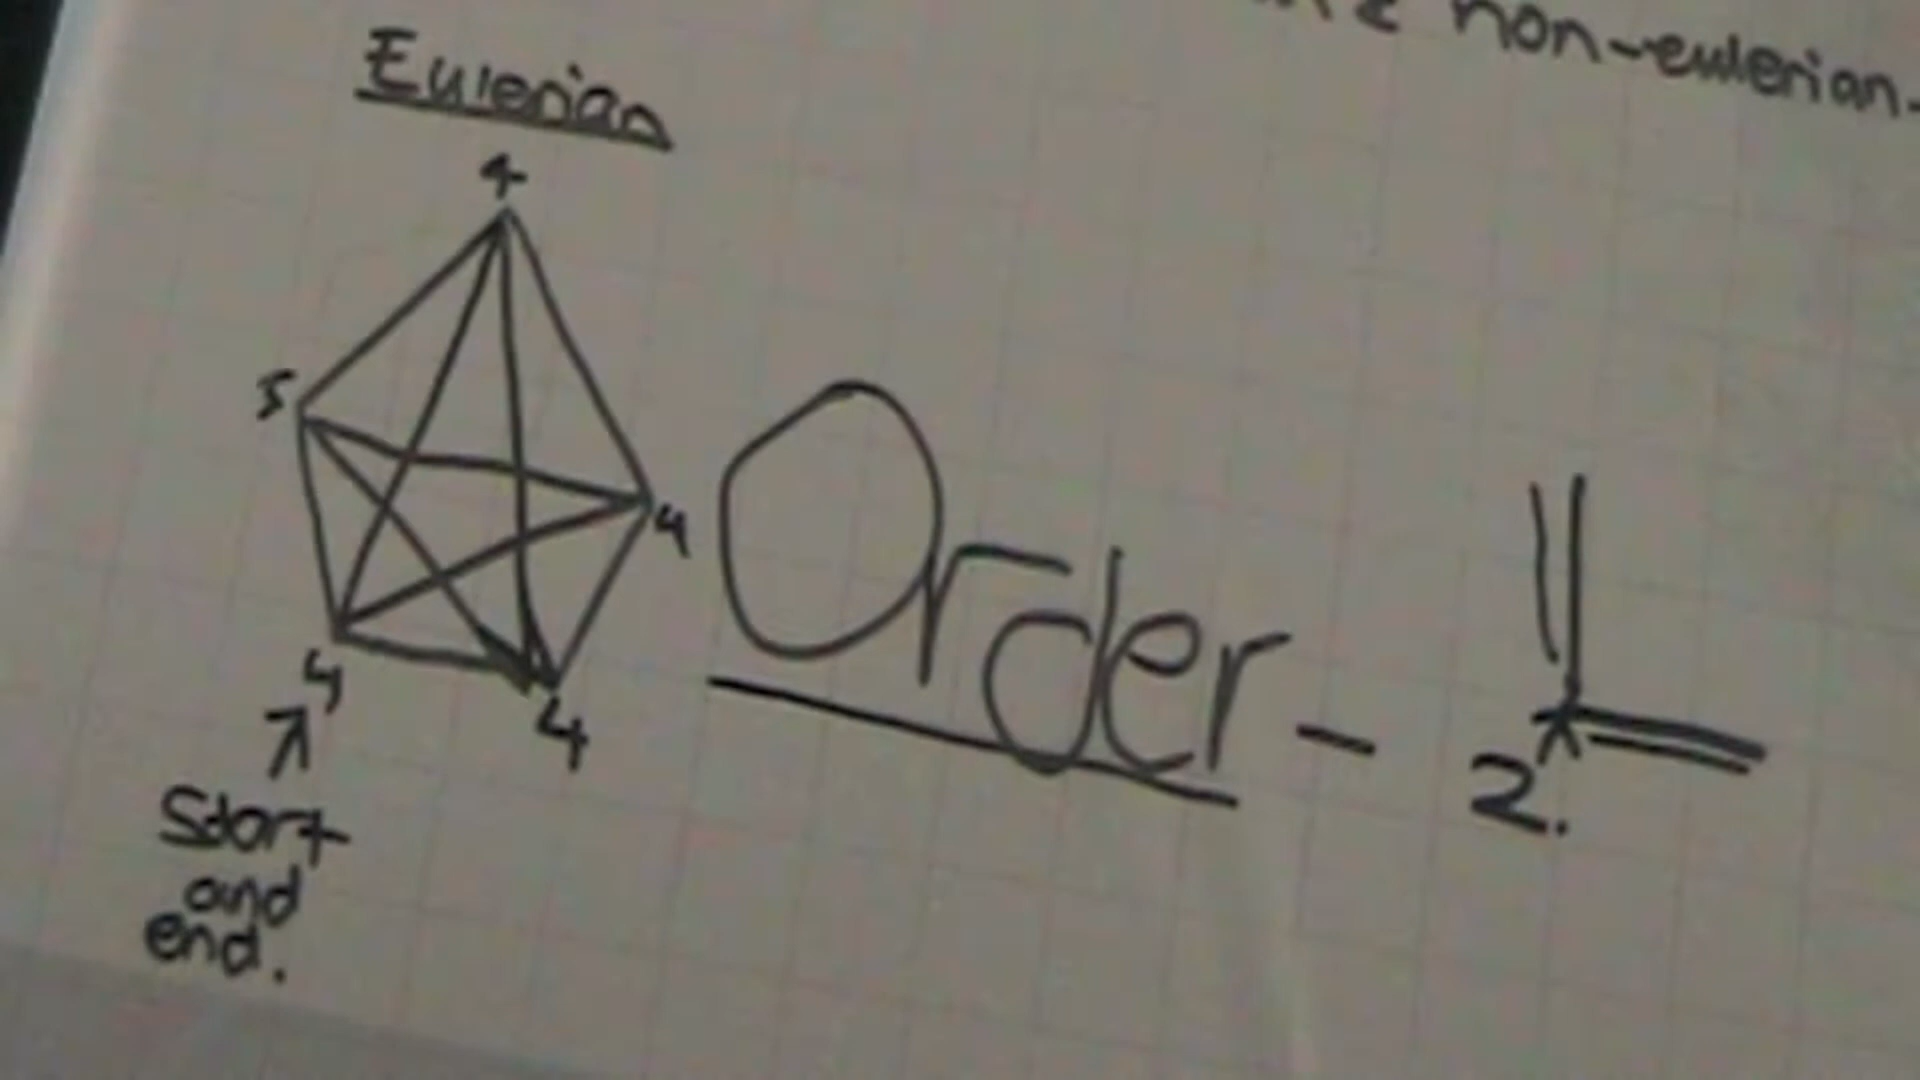 non-eulerian.
Eulerian
4
5
4
4
4
Order - 2.
Start
and
end.